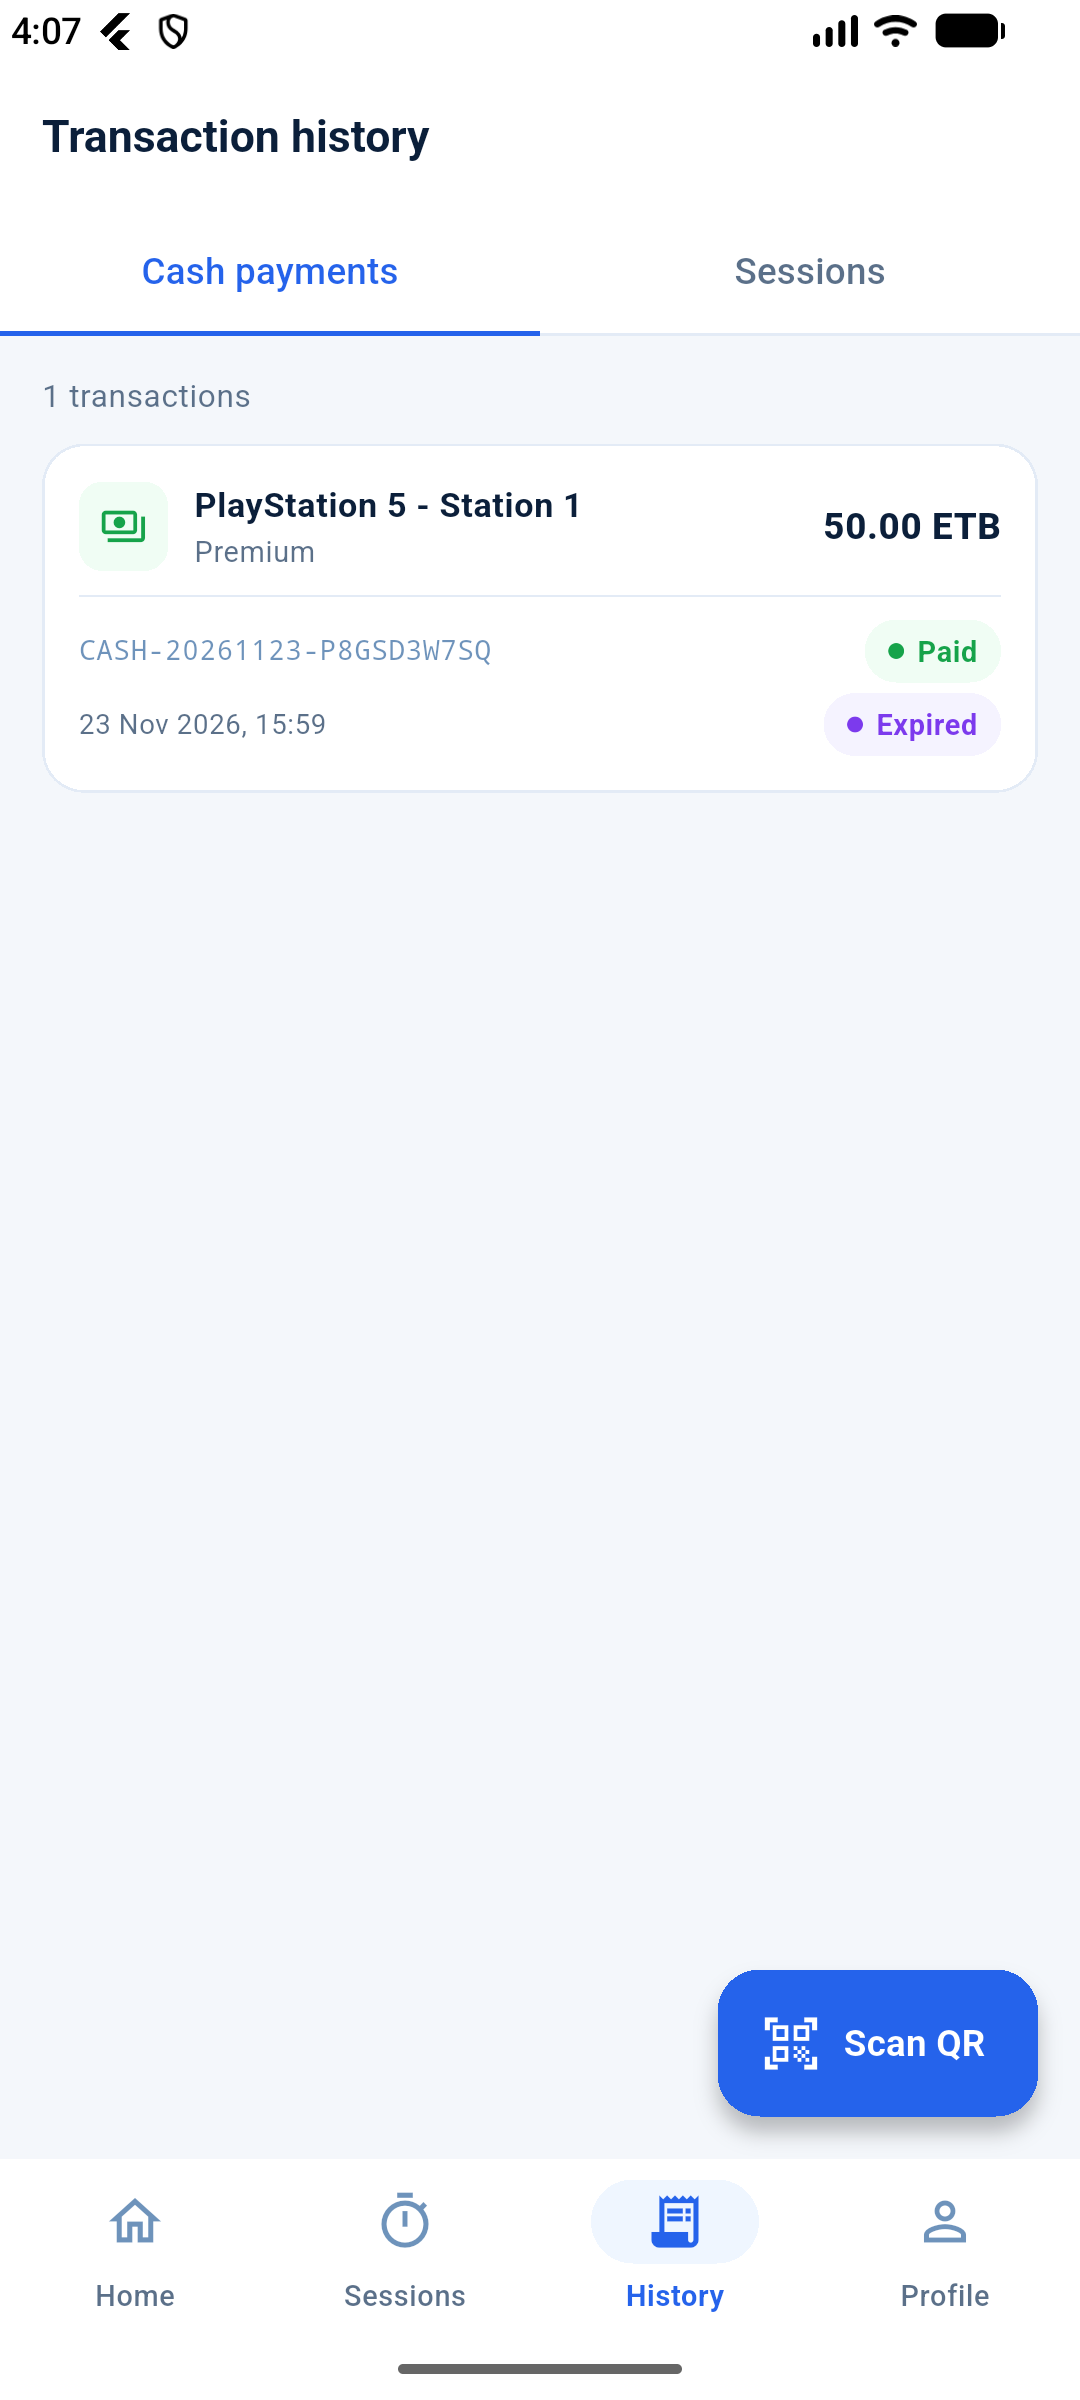 4:07
Transaction history
Cash payments
Sessions
1 transactions
PlayStation 5 - Station 1
Premium
50.00 ETB
CASH-20261123-P8GSD3W7SQ
Paid
23 Nov 2026, 15:59
Expired
Scan QR
Home
Sessions
History
Profile